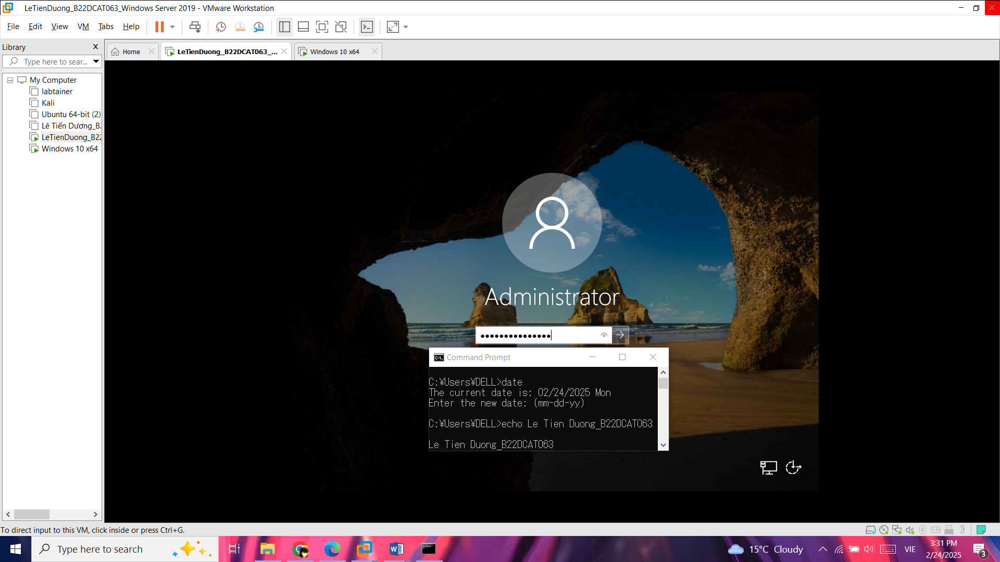 LeTienDuong_B22DCAT063_Windows Server 2019 - VMware Workstation
File Edit View VM Tabs Help
Library
Type here to sear...
Home
LeTienDuong_B22DCAT063_...
Windows 10 x64
My Computer
labtainer
Kali
Ubuntu 64-bit (2)
Lê Tiến Dương_B
LeTienDuong_B22
Windows 10 x64
Administrator
Command Prompt
C:¥Users¥DELL>date
The current date is: 02/24/2025 Mon
Enter the new date: (mm-dd-yy)
C:¥Users¥DELL>echo Le Tien Duong_B22DCAT063
Le Tien Duong_B22DCAT063
To direct input to this VM, click inside or press Ctrl+G.
Type here to search
15°C Cloudy
VIE
3:31 PM
2/24/2025
3